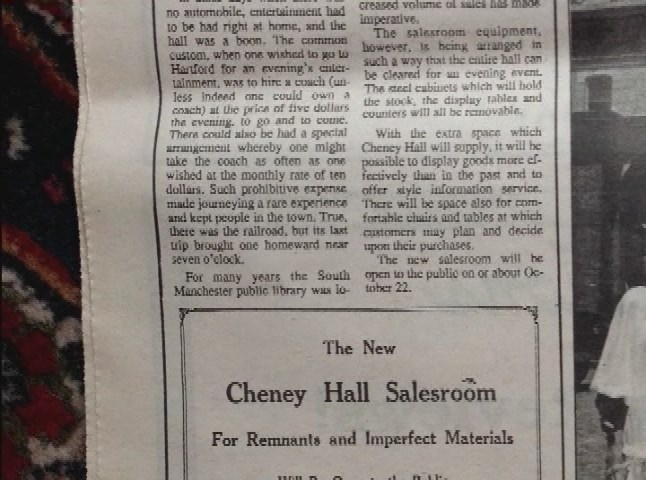 no automobile, entertainment had
to be had right at home, and the
hall was a boon. The common
custom, when one wished to go to
Hartford for an evening's enter-
tainment, was to hire a coach (un-
less indeed one could own a
coach) at the price of five dollars
the evening, to go and to come.
There could also be had a special
arrangement whereby one might
take the coach as often as one
wished at the monthly rate of ten
dollars. Such prohibitive expense
made journeying a rare experience
and kept people in the town. True,
there was the railroad, but its last
trip brought one homeward near
seven o'clock.
For many years the South
Manchester public library was lo-
creased volume of sales has made
imperative.
The salesroom equipment,
however, is being arranged in
such a way that the entire hall can
be cleared for an evening event.
The steel cabinets which will hold
the stock, the display tables and
counters will all be removable.
With the extra space which
Cheney Hall will supply, it will be
possible to display goods more ef-
fectively than in the past and to
offer style information service.
There will be space also for com-
fortable chairs and tables at which
customers may plan and decide
upon their purchases.
The new salesroom will be
open to the public on or about Oc-
tober 22.
The New
Cheney Hall Salesroom
For Remnants and Imperfect Materials